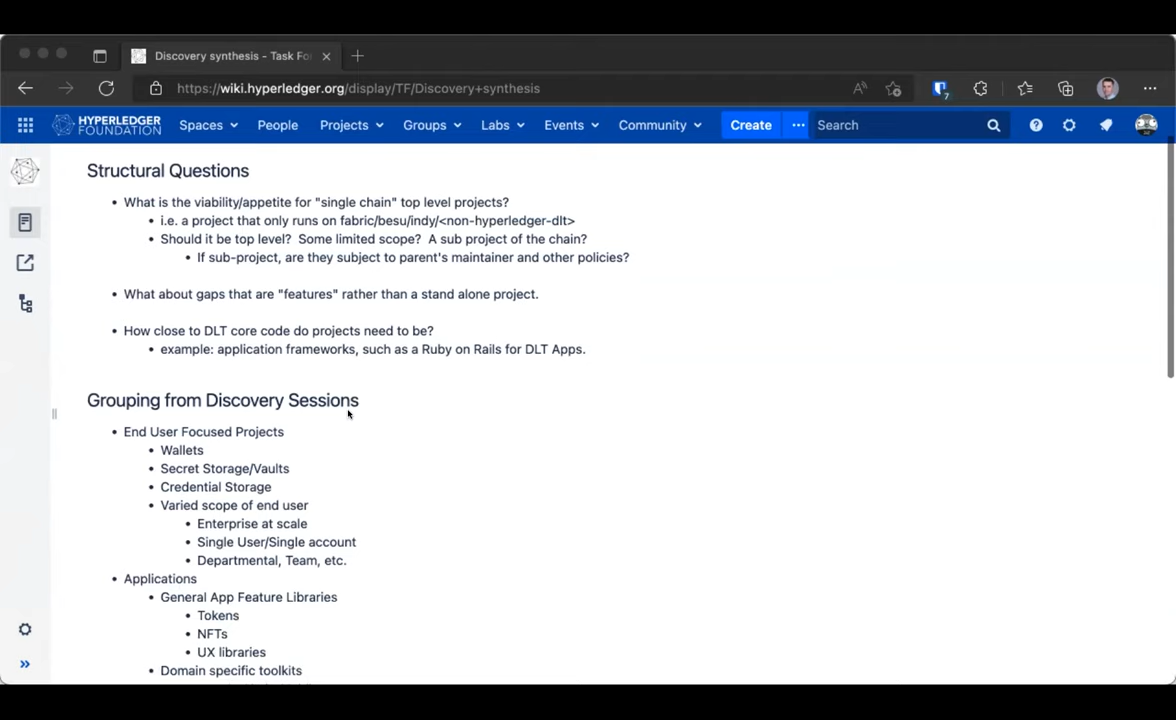 Discovery synthesis - Task Fo
https://wiki.hyperledger.org/display/TF/Discovery+synthesis
7
HYPERLEDGER FOUNDATION Spaces People Projects Groups Labs Events Community Create Search
Structural Questions
• What is the viability/appetite for "single chain" top level projects?
• i.e. a project that only runs on fabric/besu/indy/<non-hyperledger-dlt>
• Should it be top level? Some limited scope? A sub project of the chain?
• If sub-project, are they subject to parent's maintainer and other policies?
• What about gaps that are "features" rather than a stand alone project.
• How close to DLT core code do projects need to be?
• example: application frameworks, such as a Ruby on Rails for DLT Apps.
Grouping from Discovery Sessions
• End User Focused Projects
• Wallets
• Secret Storage/Vaults
• Credential Storage
• Varied scope of end user
• Enterprise at scale
• Single User/Single account
• Departmental, Team, etc.
• Applications
• General App Feature Libraries
• Tokens
• NFTs
• UX libraries
• Domain specific toolkits